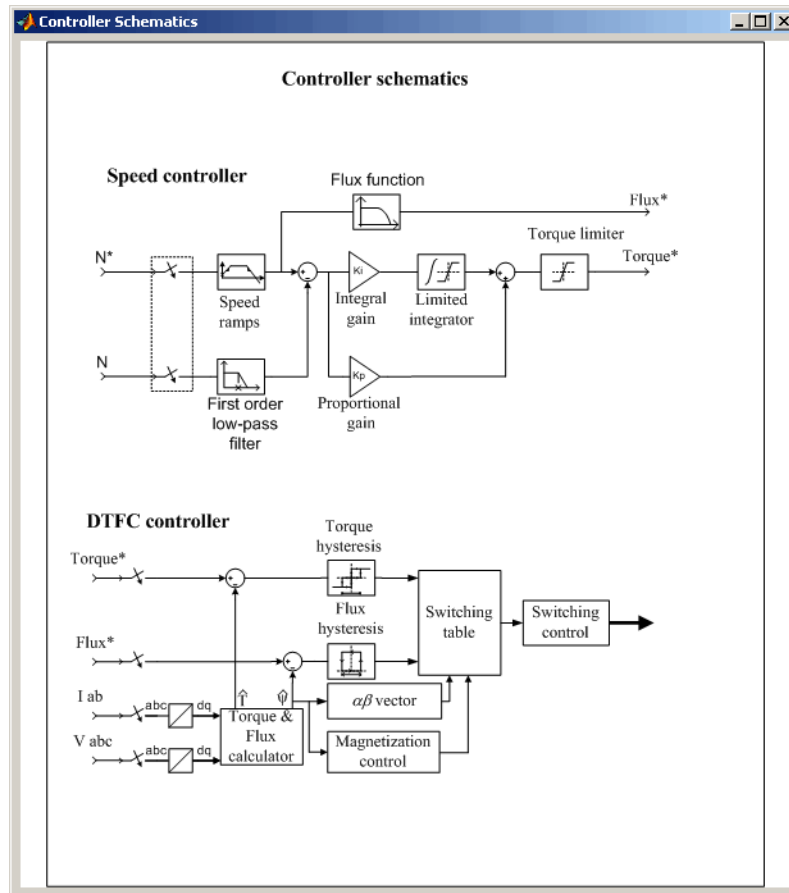 Controller Schematics
Controller schematics
Speed controller
Flux function
Flux*
Torque limiter
N*
Torque*
Ki
Speed
ramps
Integral
gain
Limited
integrator
N
Kp
First order
low-pass
filter
Proportional
gain
DTFC controller
Torque
hysteresis
Torque*
Flux
hysteresis
Switching
table
Switching
control
Flux*
I ab
abc
dq
T̂
ψ̂
αβ vector
Torque &
Flux
calculator
V abc
abc
dq
Magnetization
control